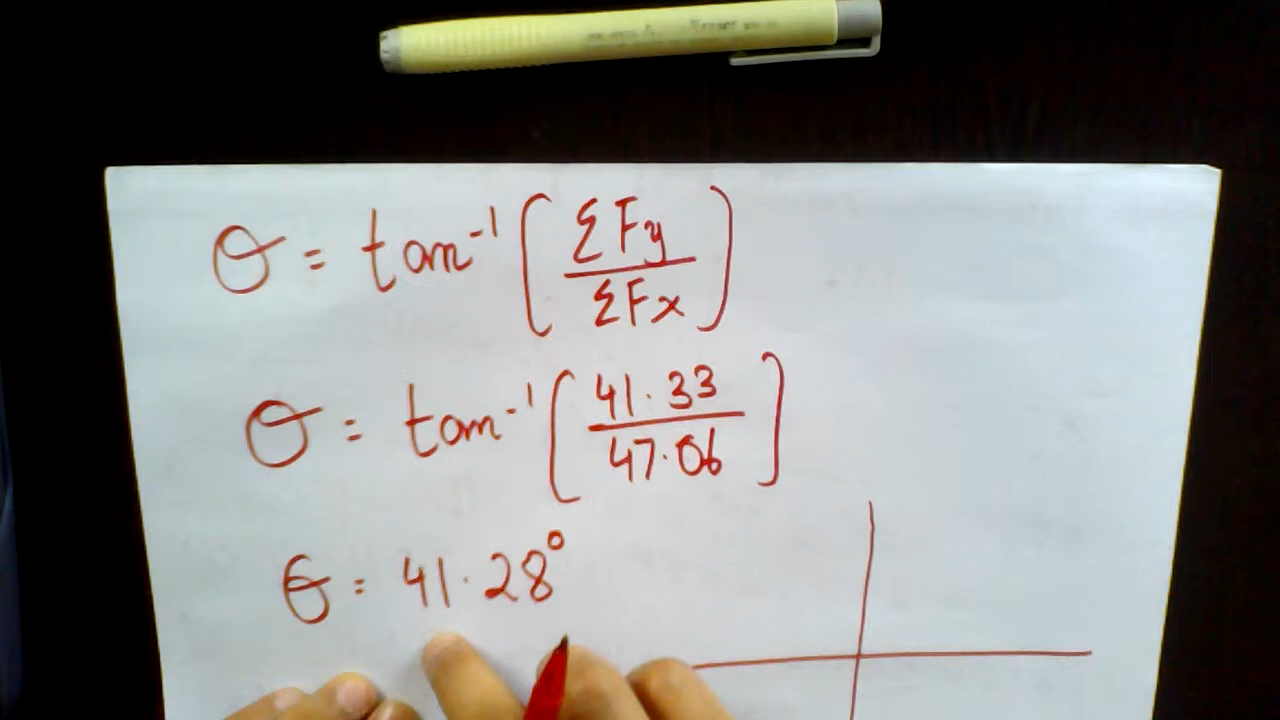 θ = tan⁻¹ [ΣFy / ΣFx]
θ = tan⁻¹ [41.33 / 47.06]
θ = 41.28°